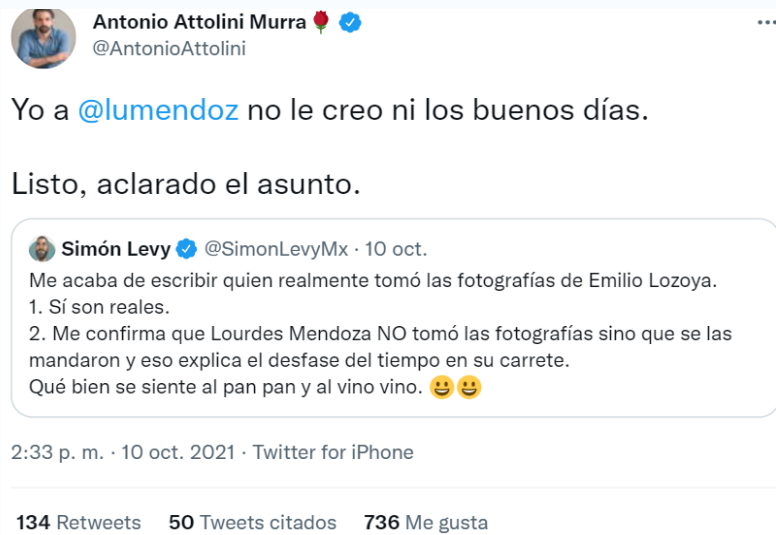 Antonio Attolini Murra🌹
@AntonioAttolini
Yo a @lumendoz no le creo ni los buenos días.
Listo, aclarado el asunto.
Simón Levy @SimonLevyMx · 10 oct.
Me acaba de escribir quien realmente tomó las fotografías de Emilio Lozoya.
1. Sí son reales.
2. Me confirma que Lourdes Mendoza NO tomó las fotografías sino que se las
mandaron y eso explica el desfase del tiempo en su carrete.
Qué bien se siente al pan pan y al vino vino. 😀😀
2:33 p. m. · 10 oct. 2021 · Twitter for iPhone
134 Retweets 50 Tweets citados 736 Me gusta